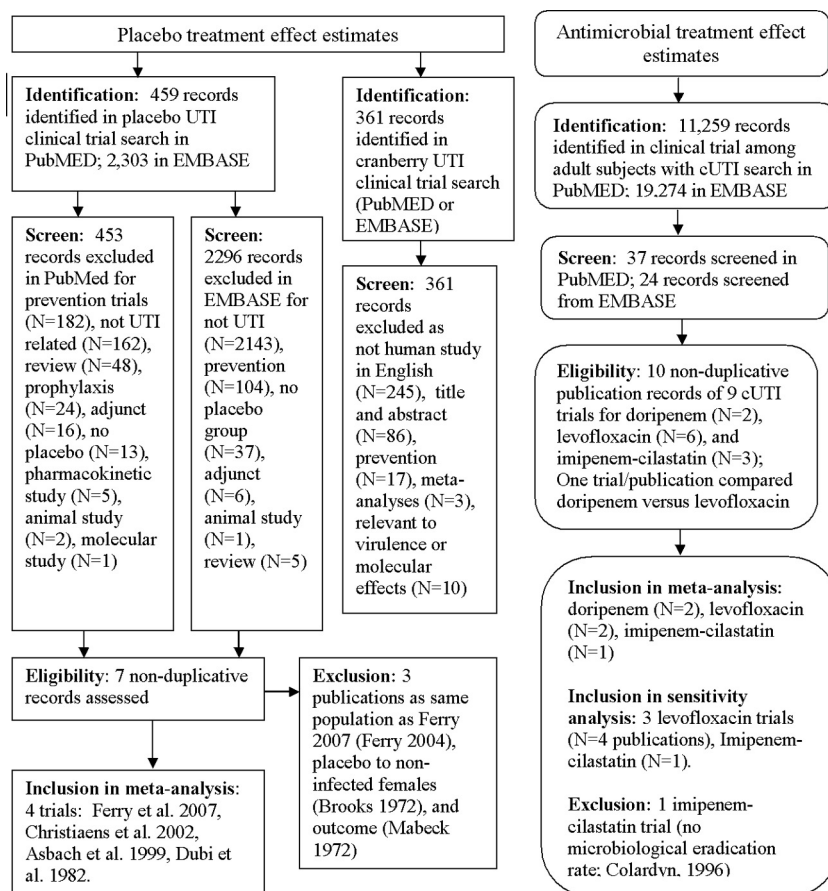 Placebo treatment effect estimates
Identification: 459 records
identified in placebo UTI
clinical trial search in
PubMED; 2,303 in EMBASE
Identification:
361 records
identified in
cranberry UTI
clinical trial search
(PubMED or
EMBASE)
Screen: 453
records excluded
in PubMed for
prevention trials
(N=182), not UTI
related (N=162),
review (N=48),
prophylaxis
(N=24), adjunct
(N=16), no
placebo (N=13),
pharmacokinetic
study (N=5),
animal study
(N=2), molecular
study (N=1)
Screen:
2296 records
excluded in
EMBASE for
not UTI
(N=2143),
prevention
(N=104), no
placebo
group
(N=37),
adjunct
(N=6),
animal study
(N=1),
review (N=5)
Screen: 361
records
excluded as
not human study
in English
(N=245), title
and abstract
(N=86),
prevention
(N=17), meta-
analyses (N=3),
relevant to
virulence or
molecular
effects (N=10)
Eligibility: 7 non-duplicative
records assessed
Exclusion: 3
publications as same
population as Ferry
2007 (Ferry 2004),
placebo to non-
infected females
(Brooks 1972), and
outcome (Mabeck
1972)
Inclusion in meta-analysis:
4 trials: Ferry et al. 2007,
Christiaens et al. 2002,
Asbach et al. 1999, Dubi et
al. 1982.
Antimicrobial treatment effect
estimates
Identification: 11,259 records
identified in clinical trial among
adult subjects with cUTI search in
PubMED; 19,274 in EMBASE
Screen: 37 records screened in
PubMED; 24 records screened
from EMBASE
Eligibility: 10 non-duplicative
publication records of 9 cUTI
trials for doripenem (N=2),
levofloxacin (N=6), and
imipenem-cilastatin (N=3);
One trial/publication compared
doripenem versus levofloxacin
Inclusion in meta-analysis:
doripenem (N=2), levofloxacin
(N=2), imipenem-cilastatin
(N=1)
Inclusion in sensitivity
analysis: 3 levofloxacin trials
(N=4 publications), Imipenem-
cilastatin (N=1).
Exclusion: 1 imipenem-
cilastatin trial (no
microbiological eradication
rate; Colardyn, 1996)